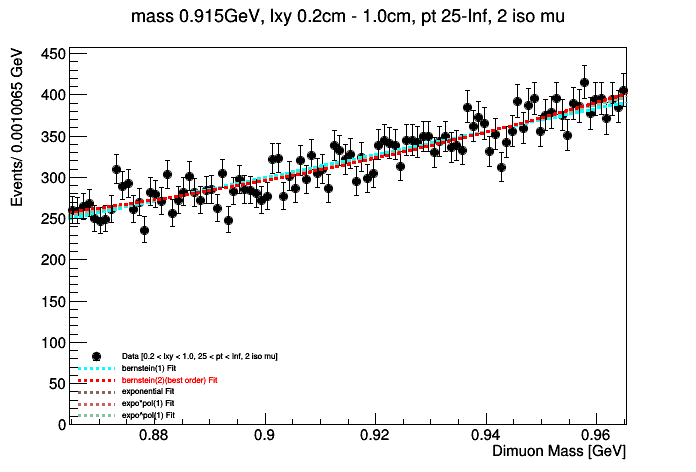 mass 0.915GeV, lxy 0.2cm - 1.0cm, pt 25-Inf, 2 iso mu
Events/ 0.0010065 GeV
450
400
350
300
250
200
150
100
50
0
Data [0.2 < lxy < 1.0, 25 < pt < Inf, 2 iso mu]
bernstein(1) Fit
bernstein(2)(best order) Fit
exponential Fit
expo*pol(1) Fit
expo^pol(1) Fit
0.88
0.9
0.92
0.94
0.96
Dimuon Mass [GeV]